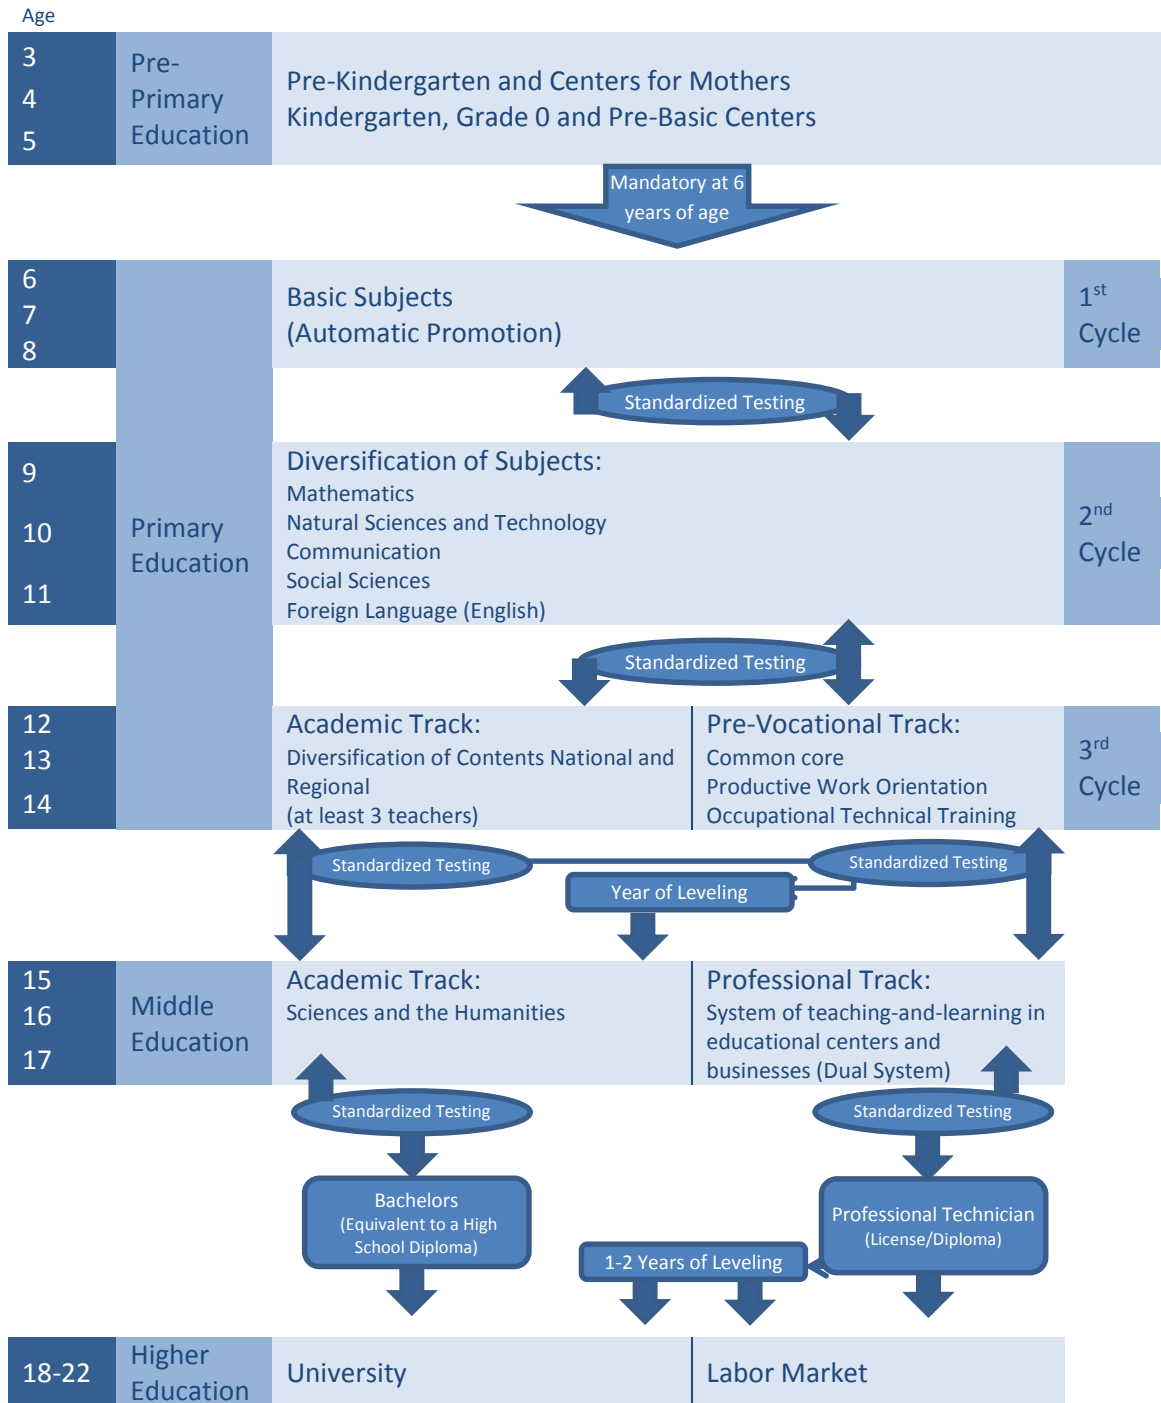 Age
3
4
5
Pre-
Primary
Education
Pre-Kindergarten and Centers for Mothers
Kindergarten, Grade 0 and Pre-Basic Centers
Mandatory at 6
years of age
6
7
8
Basic Subjects
(Automatic Promotion)
1st
Cycle
Standardized Testing
9
10
11
Primary
Education
Diversification of Subjects:
Mathematics
Natural Sciences and Technology
Communication
Social Sciences
Foreign Language (English)
2nd
Cycle
Standardized Testing
12
13
14
Academic Track:
Diversification of Contents National and
Regional
(at least 3 teachers)
Pre-Vocational Track:
Common core
Productive Work Orientation
Occupational Technical Training
3rd
Cycle
Standardized Testing
Standardized Testing
Year of Leveling
15
16
17
Middle
Education
Academic Track:
Sciences and the Humanities
Professional Track:
System of teaching-and-learning in
educational centers and
businesses (Dual System)
Standardized Testing
Standardized Testing
Bachelors
(Equivalent to a High
School Diploma)
Professional Technician
(License/Diploma)
1-2 Years of Leveling
18-22
Higher
Education
University
Labor Market